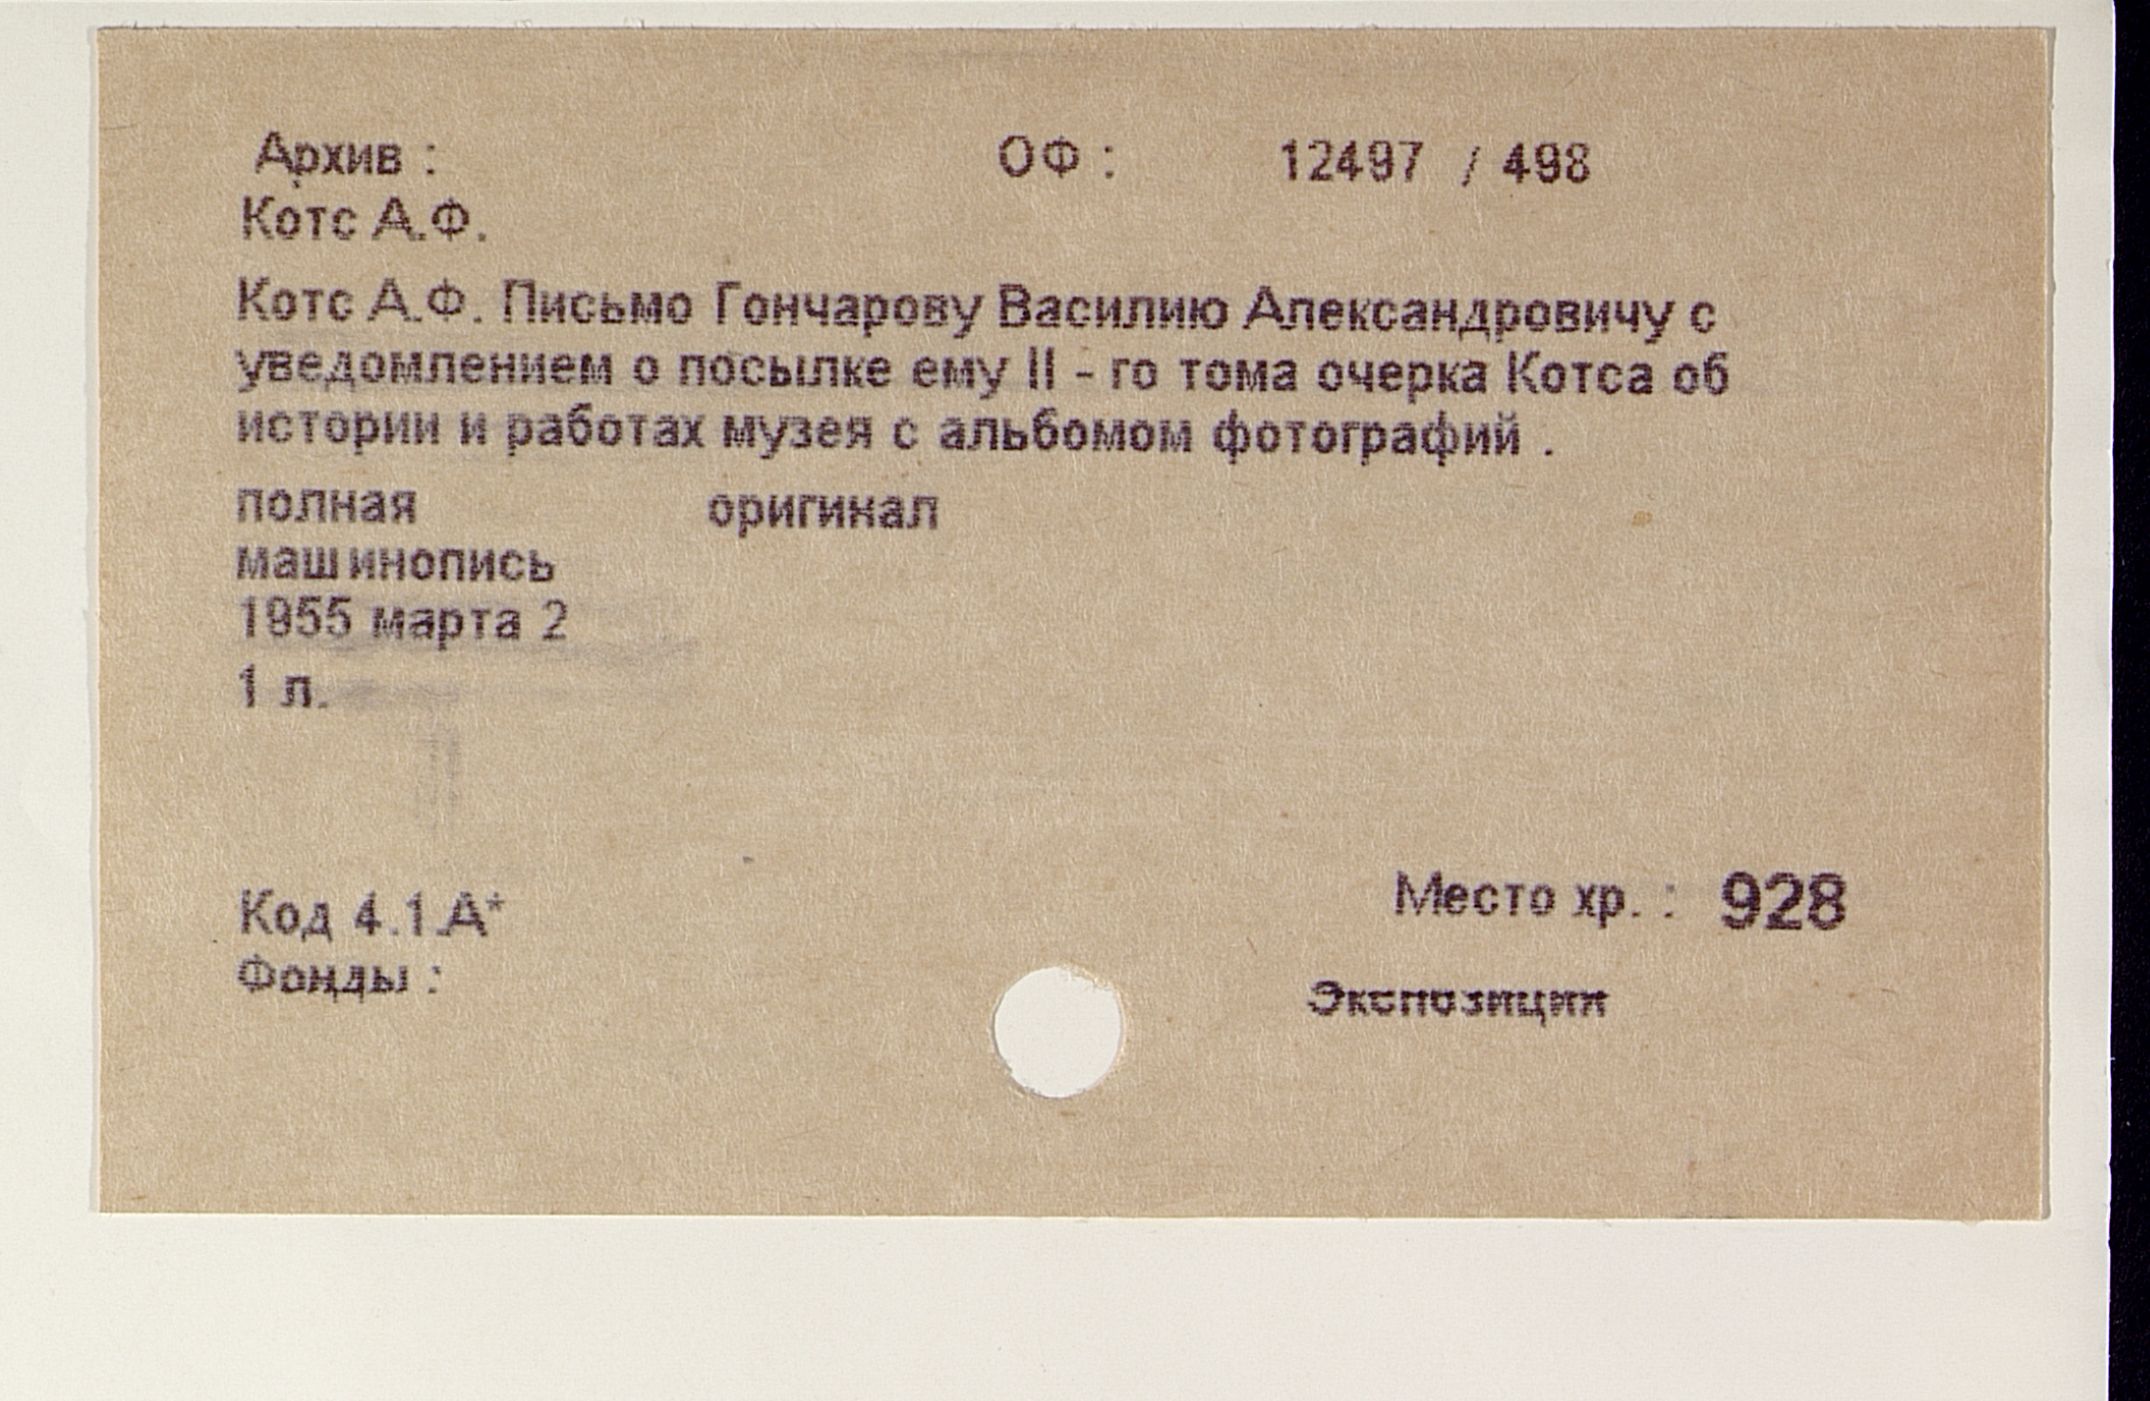 Архив : ОФ : 12497 / 498
Котс А.Ф.
Котс А.Ф. Письмо Гончарову Василию Александровичу с
уведомлением о посылке ему II - го тома очерка Котса об
истории и работах музея с альбомом фотографий .
полная оригинал
машинопись
1955 марта 2
1 л.
Код 4.1.А* Место хр. : 928
Фонды : Экспозиции